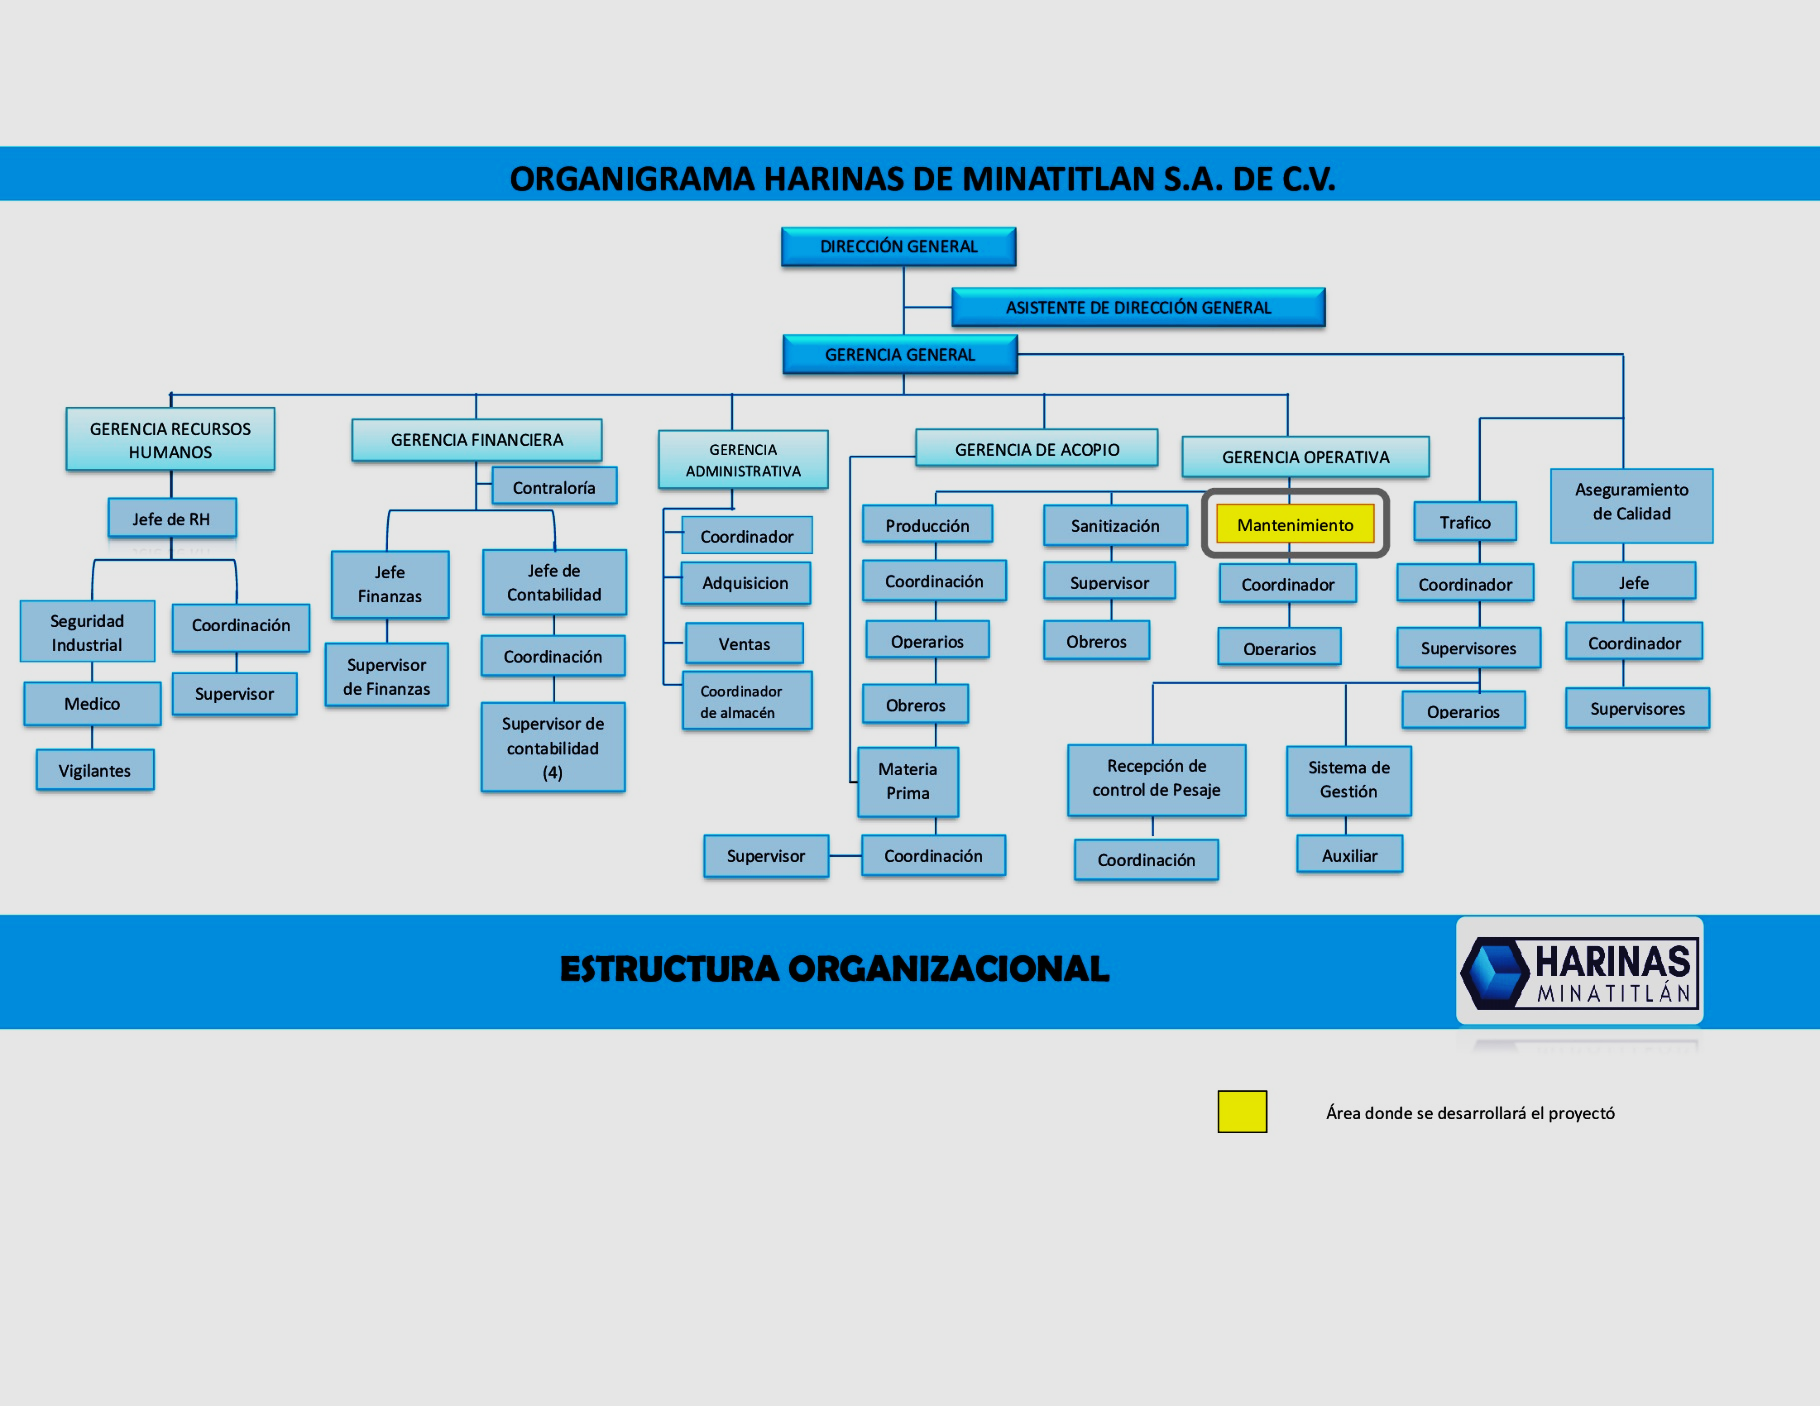 ORGANIGRAMA HARINAS DE MINATITLAN S.A. DE C.V.
DIRECCIÓN GENERAL
ASISTENTE DE DIRECCIÓN GENERAL
GERENCIA GENERAL
GERENCIA RECURSOS
HUMANOS
Jefe de RH
Seguridad
Industrial
Medico
Vigilantes
Coordinación
Supervisor
GERENCIA FINANCIERA
Contraloría
Jefe
Finanzas
Supervisor
de Finanzas
Jefe de
Contabilidad
Coordinación
Supervisor de
contabilidad
(4)
GERENCIA
ADMINISTRATIVA
Coordinador
Adquisicion
Ventas
Coordinador
de almacén
GERENCIA DE ACOPIO
GERENCIA OPERATIVA
Producción
Coordinación
Operarios
Obreros
Materia
Prima
Coordinación
Supervisor
Sanitización
Supervisor
Obreros
Mantenimiento
Coordinador
Operarios
Trafico
Coordinador
Supervisores
Operarios
Recepción de
control de Pesaje
Coordinación
Sistema de
Gestión
Auxiliar
Aseguramiento
de Calidad
Jefe
Coordinador
Supervisores
ESTRUCTURA ORGANIZACIONAL
HARINAS
MINATITLÁN
Área donde se desarrollará el proyectó